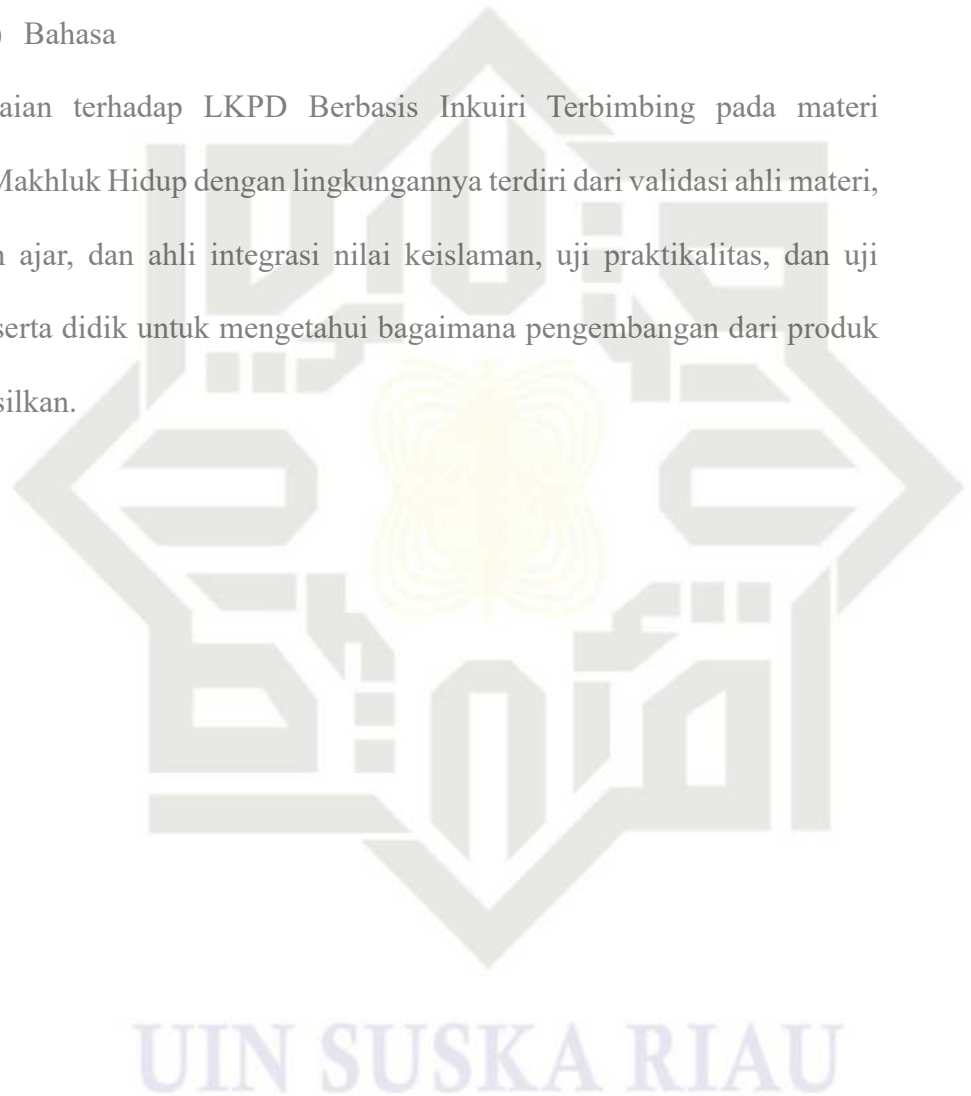 ) Bahasa
aian terhadap LKPD Berbasis Inkuiri Terbimbing pada materi
Makhluk Hidup dengan lingkungannya terdiri dari validasi ahli materi,
n ajar, dan ahli integrasi nilai keislaman, uji praktikalitas, dan uji
serta didik untuk mengetahui bagaimana pengembangan dari produk
silkan.
UIN SUSKA RIAU